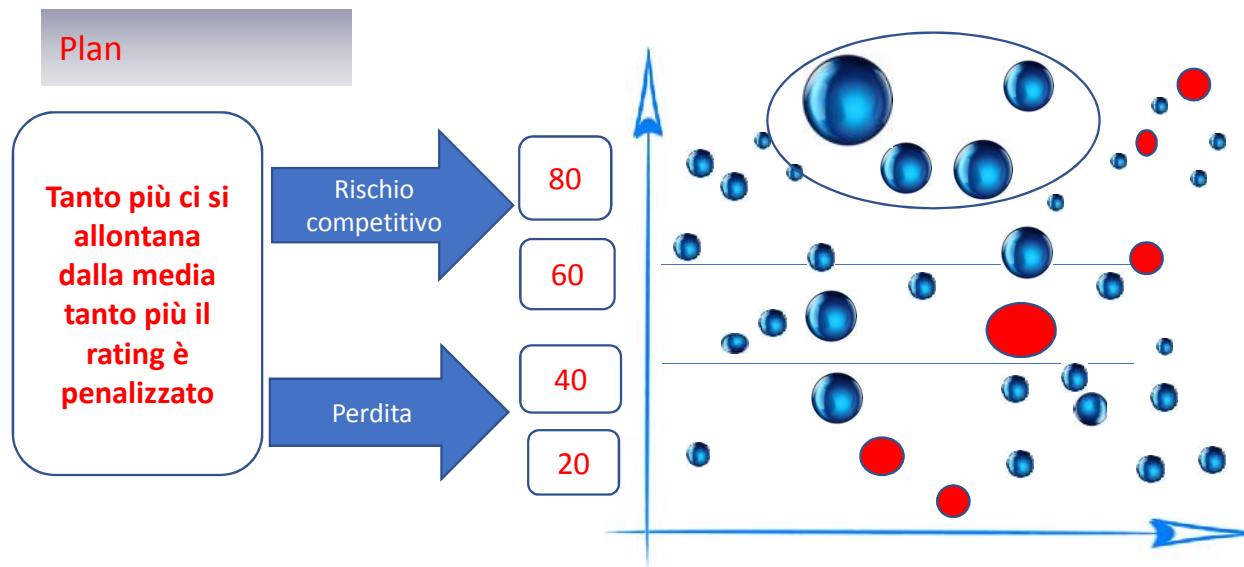 Plan
Tanto più ci si
allontana
dalla media
tanto più il
rating è
penalizzato
Rischio
competitivo
Perdita
80
60
40
20